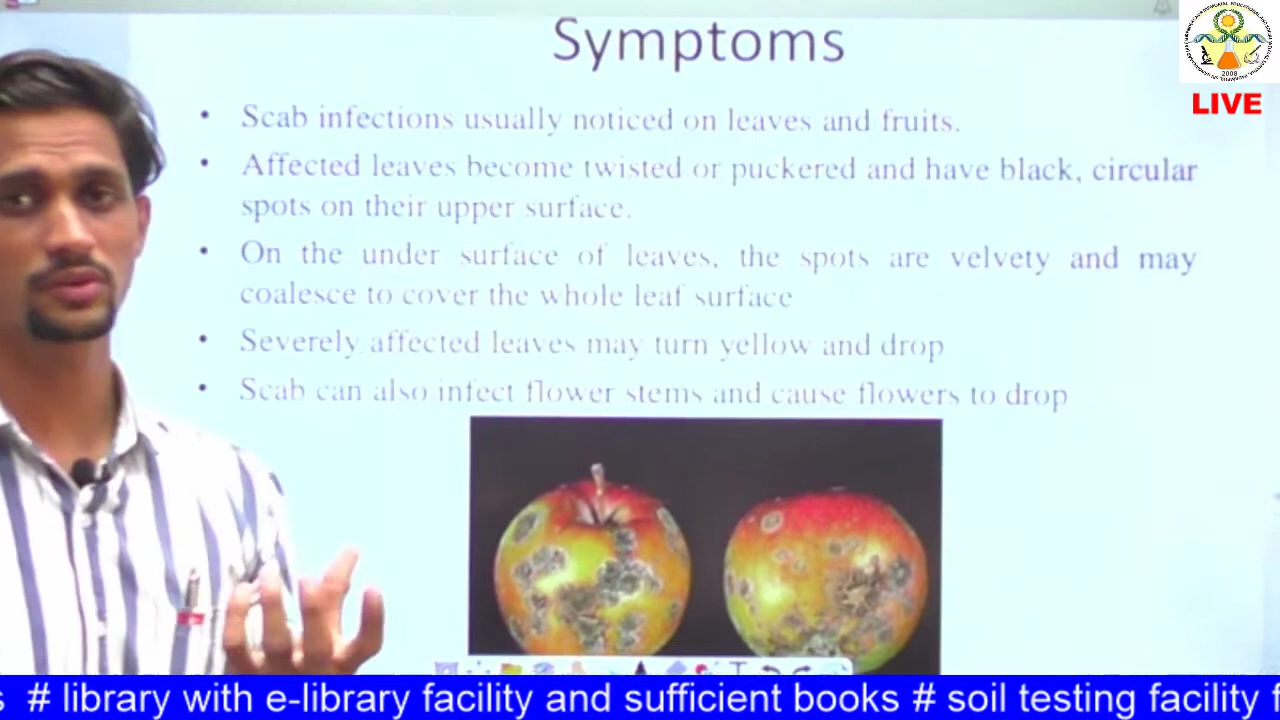 Symptoms
• Scab infections usually noticed on leaves and fruits.
• Affected leaves become twisted or puckered and have black, circular
spots on their upper surface.
• On the under surface of leaves, the spots are velvety and may
coalesce to cover the whole leaf surface
• Severely affected leaves may turn yellow and drop
• Scab can also infect flower stems and cause flowers to drop
2008
LIVE
s # library with e-library facility and sufficient books # soil testing facility f